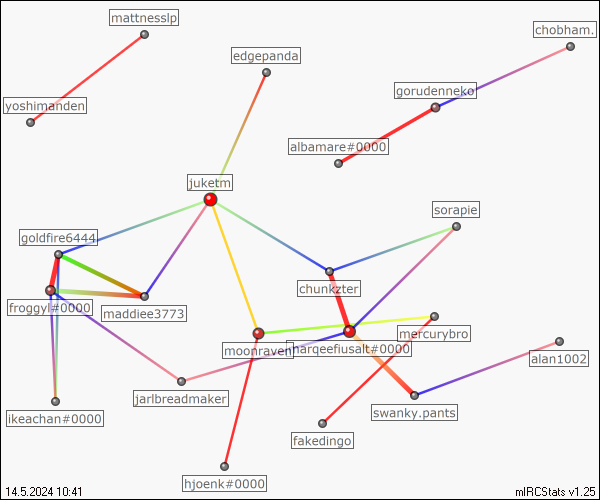 mattnesslp
chobham.
edgepanda
yoshimanden
gorudenneko
albamare#0000
juketm
sorapie
goldfire6444
chunkzter
froggyl#0000
maddiee3773
mercurybro
moonraven
harqeefiusalt#0000
alan1002
jarlbreadmaker
swanky.pants
ikeachan#0000
fakedingo
hjoenk#0000
14.5.2024 10:41
mIRCStats v1.25